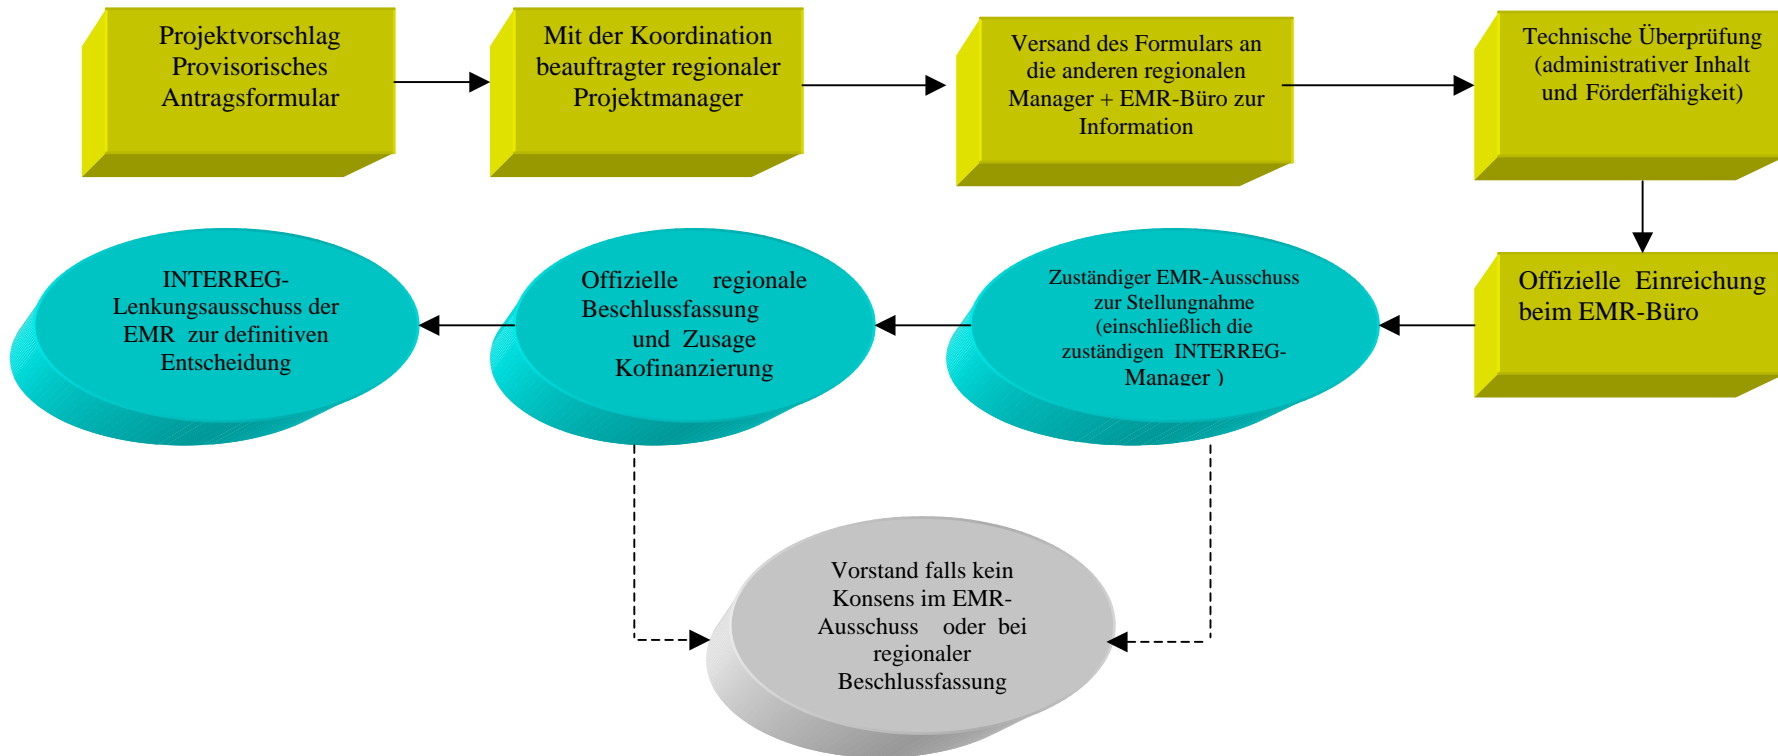 Projektvorschlag
Provisorisches
Antragsformular
Mit der Koordination
beauftragter regionaler
Projektmanager
Versand des Formulars an
die anderen regionalen
Manager + EMR-Büro zur
Information
Technische Überprüfung
(administrativer Inhalt
und Förderfähigkeit)
Offizielle Einreichung
beim EMR-Büro
Zuständiger EMR-Ausschuss
zur Stellungnahme
(einschließlich die
zuständigen INTERREG-
Manager )
Offizielle regionale
Beschlussfassung
und Zusage
Kofinanzierung
INTERREG-
Lenkungsausschuss der
EMR zur definitiven
Entscheidung
Vorstand falls kein
Konsens im EMR-
Ausschuss oder bei
regionaler
Beschlussfassung